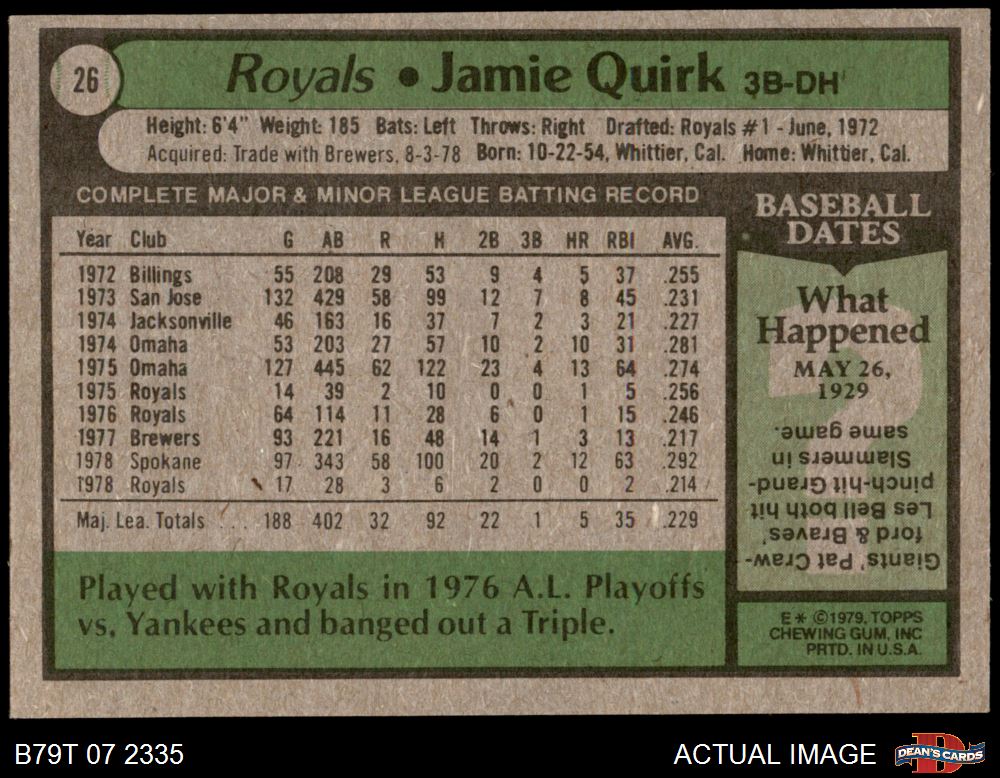 26
Royals • Jamie Quirk 3B-DH
Height: 6'4" Weight: 185 Bats: Left Throws: Right Drafted: Royals #1 - June, 1972
Acquired: Trade with Brewers, 8-3-78 Born: 10-22-54, Whittier, Cal. Home: Whittier, Cal.
COMPLETE MAJOR & MINOR LEAGUE BATTING RECORD
Year Club G AB R H 2B 3B HR RBI AVG.
1972 Billings 55 208 29 53 9 4 5 37 .255
1973 San Jose 132 429 58 99 12 7 8 45 .231
1974 Jacksonville 46 163 16 37 7 2 3 21 .227
1974 Omaha 53 203 27 57 10 2 10 31 .281
1975 Omaha 127 445 62 122 23 4 13 64 .274
1975 Royals 14 39 2 10 0 0 1 5 .256
1976 Royals 64 114 11 28 6 0 1 15 .246
1977 Brewers 93 221 16 48 14 1 3 13 .217
1978 Spokane 97 343 58 100 20 2 12 63 .292
1978 Royals 17 28 3 6 2 0 0 2 .214
Maj. Lea. Totals . . . 188 402 32 92 22 1 5 35 .229
Played with Royals in 1976 A.L. Playoffs
vs. Yankees and banged out a Triple.
BASEBALL
DATES
What
Happened
MAY 26,
1929
Giants' Pat Craw-
ford & Braves'
Les Bell both hit
pinch-hit Grand-
Slammers in
same game.
E* ©1979, TOPPS
CHEWING GUM, INC
PRTD. IN U.S.A.
B79T 07 2335
ACTUAL IMAGE
DEAN'S CARDS